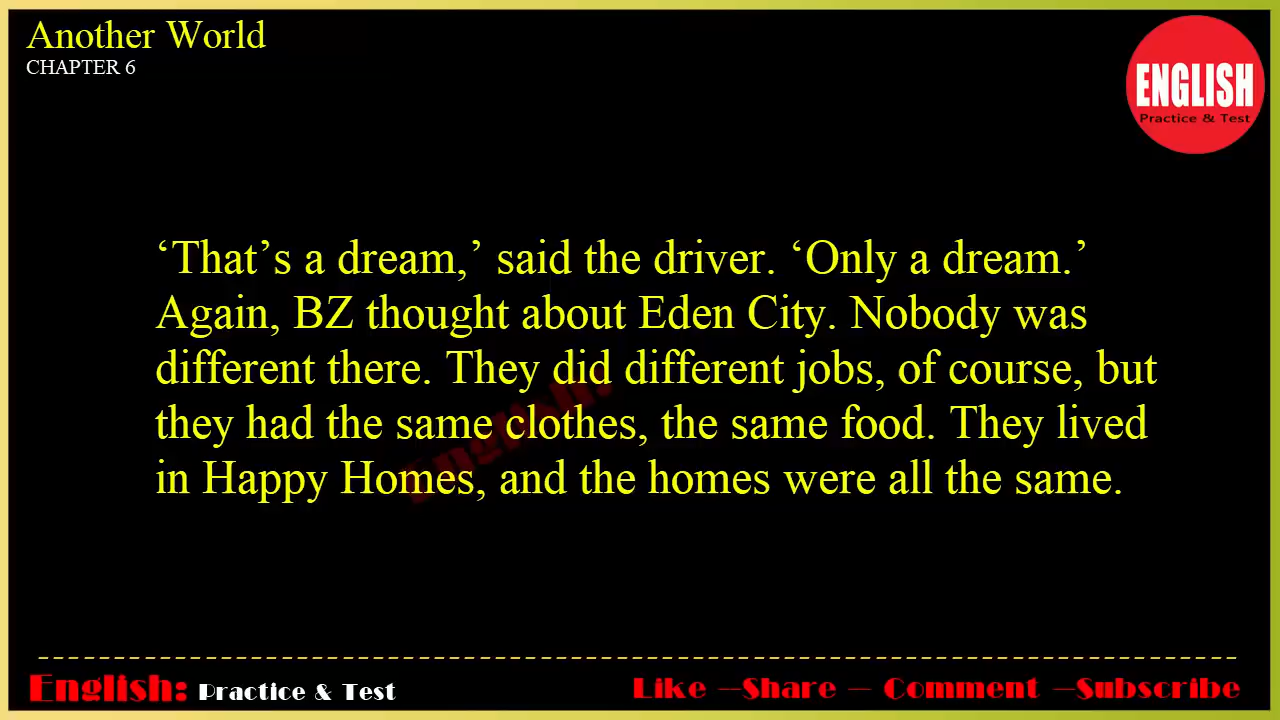 Another World
CHAPTER 6
ENGLISH
Practice & Test
‘That’s a dream,’ said the driver. ‘Only a dream.’
Again, BZ thought about Eden City. Nobody was
different there. They did different jobs, of course, but
they had the same clothes, the same food. They lived
in Happy Homes, and the homes were all the same.
English:
English: Practice & Test
Like – Share – Comment – Subscribe